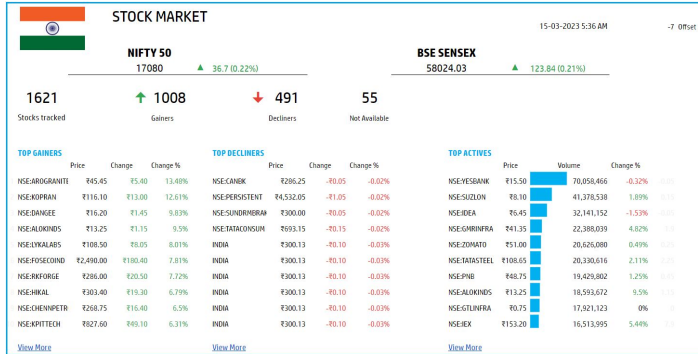 STOCK MARKET
15-03-2023 5:36 AM
-7 Offset
NIFTY 50
BSE SENSEX
17080 ▲ 36.7 (0.22%)
58024.03 ▲ 123.84 (0.21%)
1621 ↑ 1008 ↓ 491 55
Stocks tracked Gainers Decliners Not Available
TOP GAINERS TOP DECLINERS TOP ACTIVES
Price Change Change % Price Change Change % Price Volume Change %
NSE:AROGRANITE ₹45.45 ₹5.40 13.48% NSE:CANBK ₹286.25 -₹0.05 -0.02% NSE:YESBANK ₹15.50 70,058,466 -0.32%
NSE:KOPRAN ₹116.10 ₹13.00 12.61% NSE:PERSISTENT ₹4,532.05 -₹1.05 -0.02% NSE:SUZLON ₹8.10 41,378,538 1.89%
NSE:DANGEE ₹16.20 ₹1.45 9.83% NSE:SUNDRMBRAK ₹300.00 -₹0.05 -0.02% NSE:IDEA ₹6.45 32,141,152 -1.53%
NSE:ALOKINDS ₹13.25 ₹1.15 9.5% NSE:TATACONSUM ₹693.15 -₹0.15 -0.02% NSE:GMRINFRA ₹41.35 22,388,039 4.82%
NSE:LYKALABS ₹108.50 ₹8.05 8.01% INDIA ₹300.13 -₹0.10 -0.03% NSE:ZOMATO ₹51.00 20,626,080 0.49%
NSE:FOSECOIND ₹2,490.00 ₹180.40 7.81% INDIA ₹300.13 -₹0.10 -0.03% NSE:TATASTEEL ₹108.65 20,330,616 2.11%
NSE:RKFORGE ₹286.00 ₹20.50 7.72% INDIA ₹300.13 -₹0.10 -0.03% NSE:PNB ₹48.75 19,429,802 1.25%
NSE:HIKAL ₹303.40 ₹19.30 6.79% INDIA ₹300.13 -₹0.10 -0.03% NSE:ALOKINDS ₹13.25 18,593,672 9.5%
NSE:CHENNPETR ₹268.75 ₹16.40 6.5% INDIA ₹300.13 -₹0.10 -0.03% NSE:GTLINFRA ₹0.75 17,921,123 0%
NSE:KPITTECH ₹827.60 ₹49.10 6.31% INDIA ₹300.13 -₹0.10 -0.03% NSE:IEX ₹153.20 16,513,995 5.44%
View More View More View More